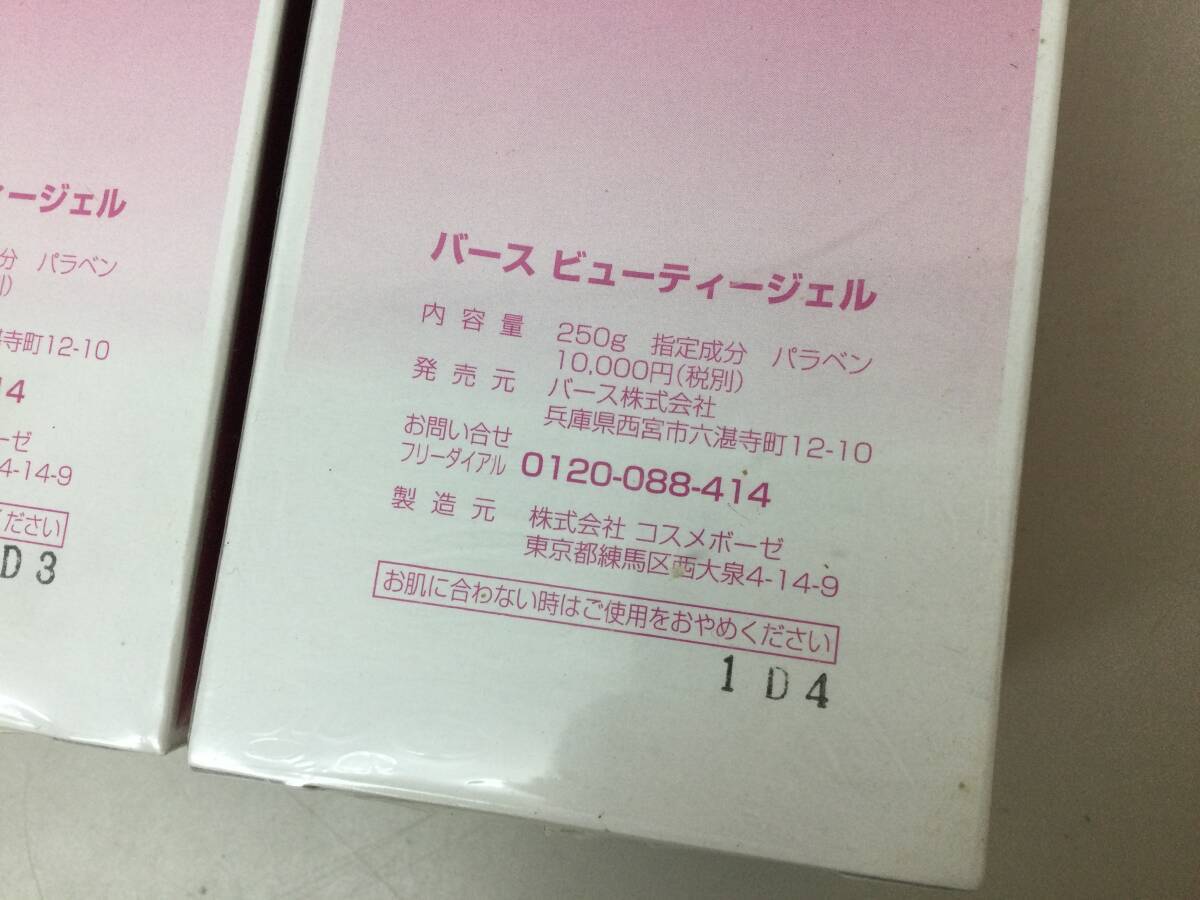 ィージェル
分 パラベン
湛寺町12-10
14
ーゼ
4-14-9
ください
D3
バース ビューティージェル
内容量 250g 指定成分 パラベン
10,000円(税別)
発売元 バース株式会社
兵庫県西宮市六湛寺町12-10
お問い合せ
フリーダイアル 0120-088-414
製造元 株式会社 コスメボーゼ
東京都練馬区西大泉4-14-9
お肌に合わない時はご使用をおやめください
1D4